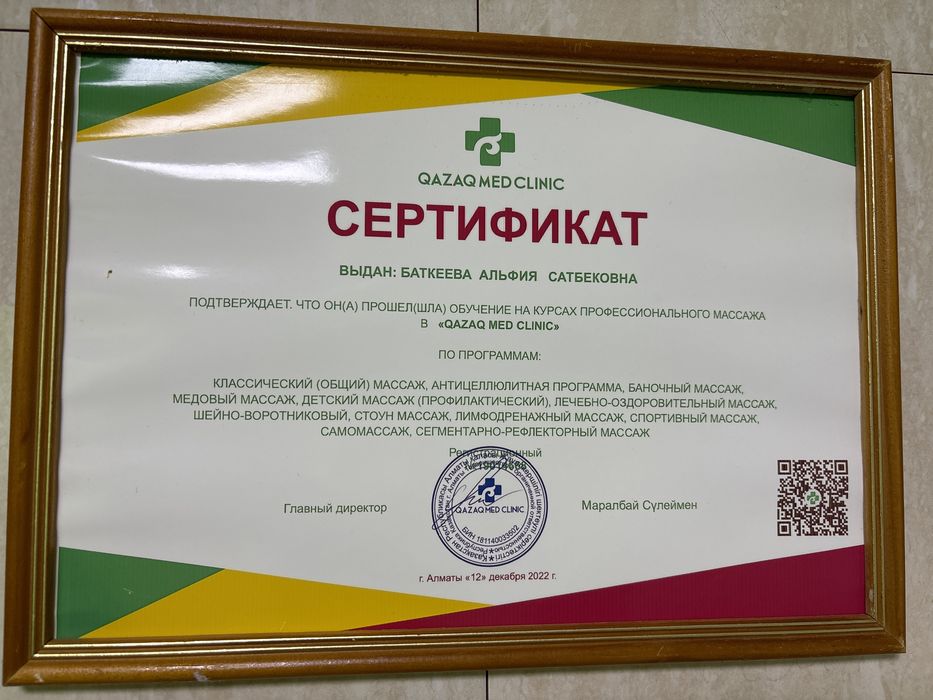 QAZAQ MED CLINIC
СЕРТИФИКАТ
ВЫДАН: БАТКЕЕВА АЛЬФИЯ САТБЕКОВНА
ПОДТВЕРЖДАЕТ. ЧТО ОН(А) ПРОШЕЛ(ШЛА) ОБУЧЕНИЕ НА КУРСАХ ПРОФЕССИОНАЛЬНОГО МАССАЖА
В «QAZAQ MED CLINIC»
ПО ПРОГРАММАМ:
КЛАССИЧЕСКИЙ (ОБЩИЙ) МАССАЖ, АНТИЦЕЛЛЮЛИТНАЯ ПРОГРАММА, БАНОЧНЫЙ МАССАЖ,
МЕДОВЫЙ МАССАЖ, ДЕТСКИЙ МАССАЖ (ПРОФИЛАКТИЧЕСКИЙ), ЛЕЧЕБНО-ОЗДОРОВИТЕЛЬНЫЙ МАССАЖ,
ШЕЙНО-ВОРОТНИКОВЫЙ, СТОУН МАССАЖ, ЛИМФОДРЕНАЖНЫЙ МАССАЖ, СПОРТИВНЫЙ МАССАЖ,
САМОМАССАЖ, СЕГМЕНТАРНО-РЕФЛЕКТОРНЫЙ МАССАЖ
Регистрационный
Главный директор
QAZAQ MED CLINIC
БИН 181140033502
Маралбай Сүлеймен
г. Алматы «12» декабря 2022 г.